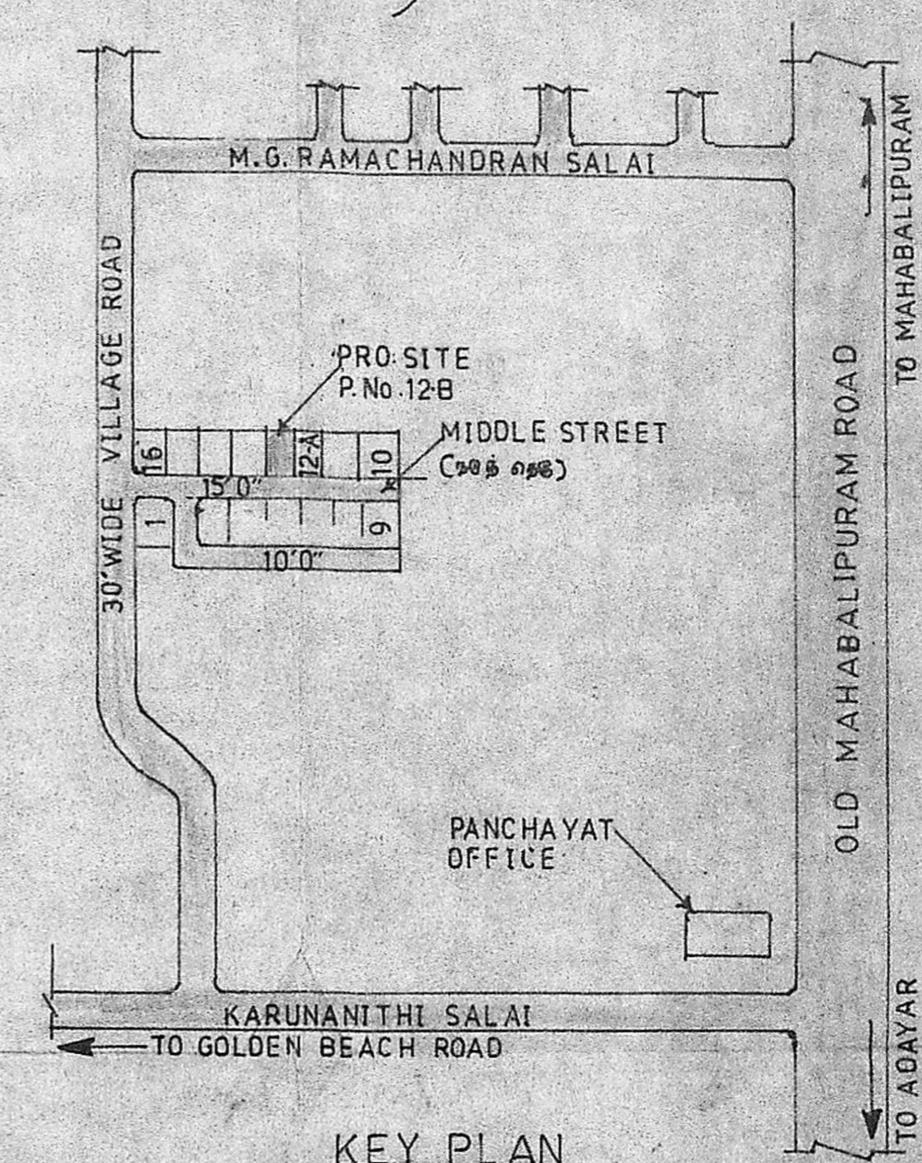 M.G. RAMACHANDRAN SALAI
TO MAHABALIPURAM
30' WIDE VILLAGE ROAD
PRO. SITE
P. No. 12-B
MIDDLE STREET
(நடுத் தெரு)
16
12-A
10
15'0"
1
9
10'0"
OLD MAHABALIPURAM ROAD
PANCHAYAT
OFFICE
KARUNANITHI SALAI
TO GOLDEN BEACH ROAD
TO ADAYAR
KEY PLAN